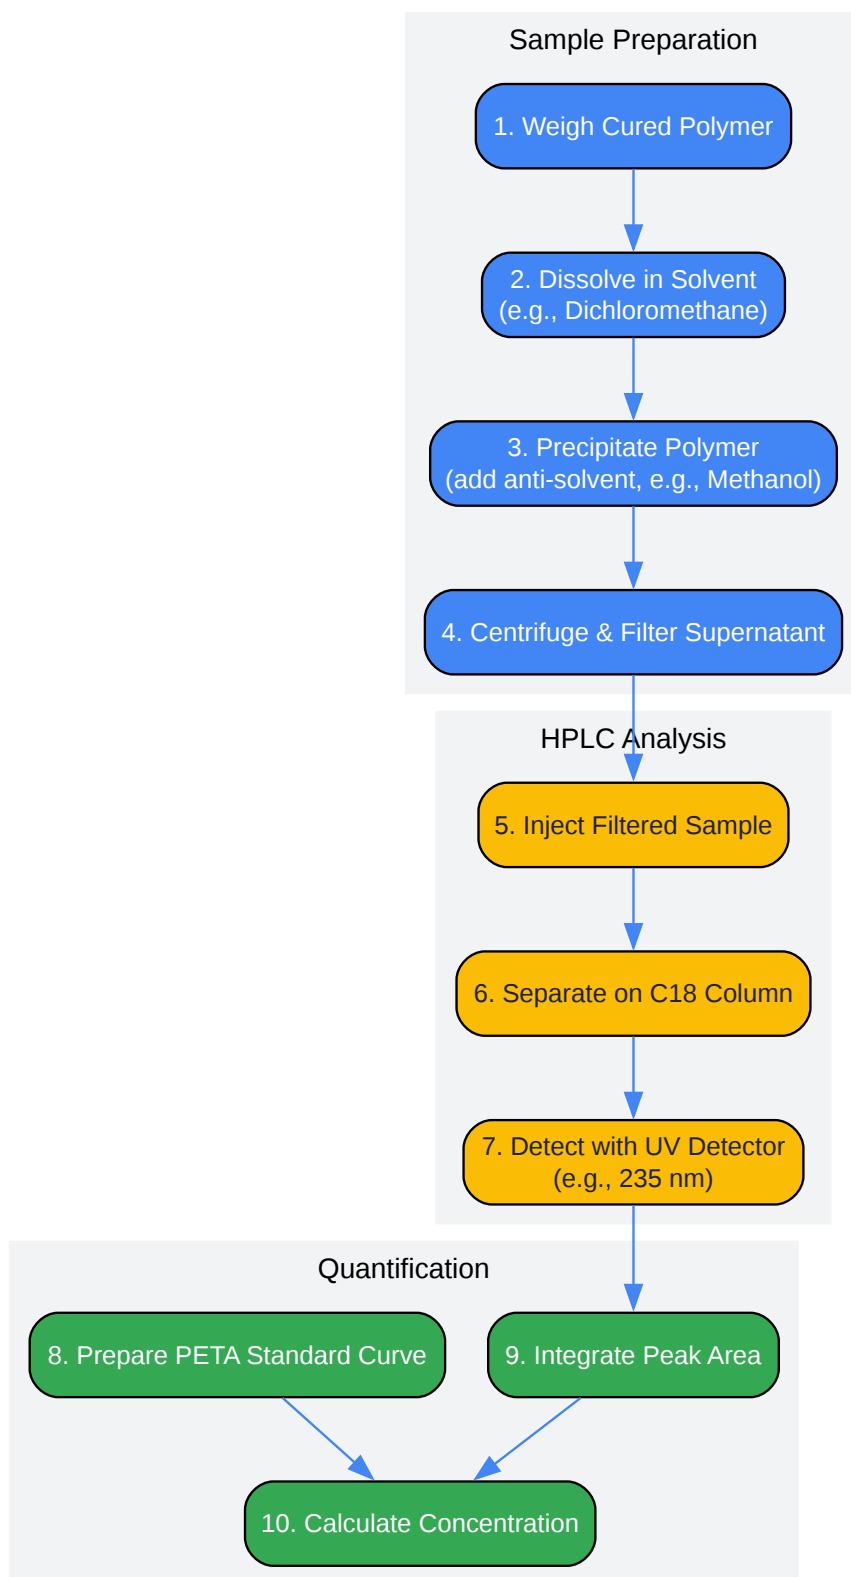 Sample Preparation
1. Weigh Cured Polymer
2. Dissolve in Solvent
(e.g., Dichloromethane)
3. Precipitate Polymer
(add anti-solvent, e.g., Methanol)
4. Centrifuge & Filter Supernatant
HPLC Analysis
5. Inject Filtered Sample
6. Separate on C18 Column
7. Detect with UV Detector
(e.g., 235 nm)
Quantification
8. Prepare PETA Standard Curve
9. Integrate Peak Area
10. Calculate Concentration